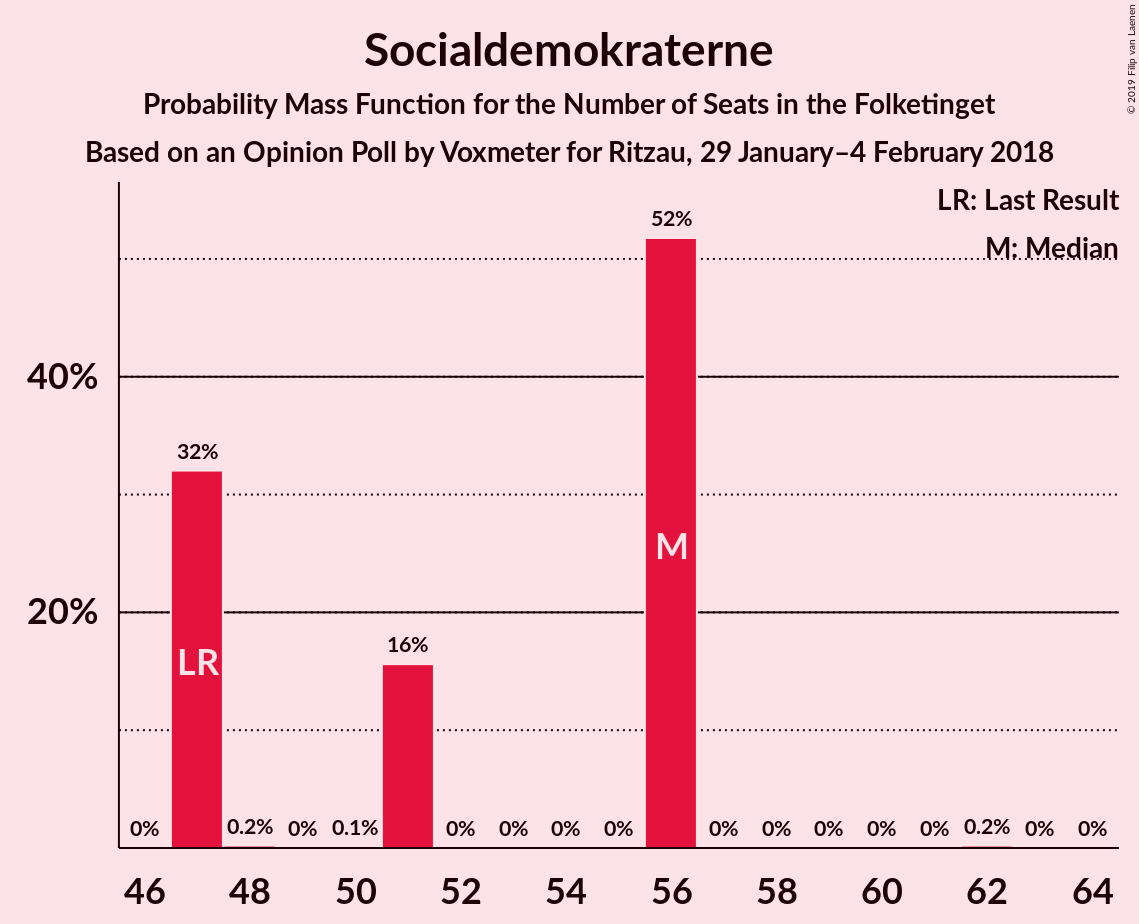 Socialdemokraterne
Probability Mass Function for the Number of Seats in the Folketinget
Based on an Opinion Poll by Voxmeter for Ritzau, 29 January–4 February 2018
© 2019 Filip van Laenen
LR: Last Result
M: Median
52%
40%
32%
M
20%
16%
LR
0% 0.2% 0% 0.1% 0% 0% 0% 0% 0% 0% 0% 0% 0% 0.2% 0% 0%
46 48 50 52 54 56 58 60 62 64